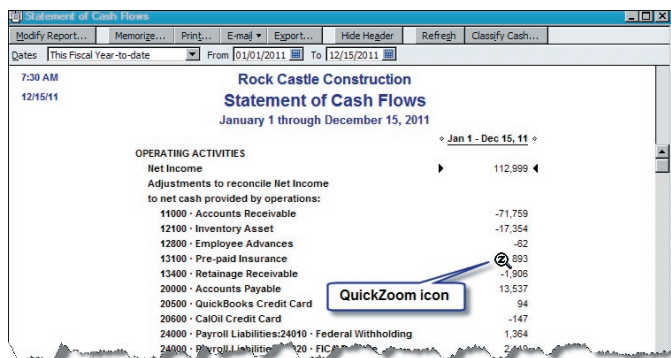 Statement of Cash Flows
Modify Report... Memorize... Print... E-mail Export... Hide Header Refresh Classify Cash...
Dates This Fiscal Year-to-date From 01/01/2011 To 12/15/2011
7:30 AM Rock Castle Construction
12/15/11 Statement of Cash Flows
January 1 through December 15, 2011
Jan 1 - Dec 15, 11
OPERATING ACTIVITIES
Net Income 112,999
Adjustments to reconcile Net Income
to net cash provided by operations:
11000 · Accounts Receivable -71,759
12100 · Inventory Asset -17,354
12800 · Employee Advances -62
13100 · Pre-paid Insurance 893
13400 · Retainage Receivable -1,906
20000 · Accounts Payable 13,537
QuickZoom icon
20500 · QuickBooks Credit Card 94
20600 · CalOil Credit Card -147
24000 · Payroll Liabilities:24010 · Federal Withholding 1,364
24000 · Payroll Liabilities